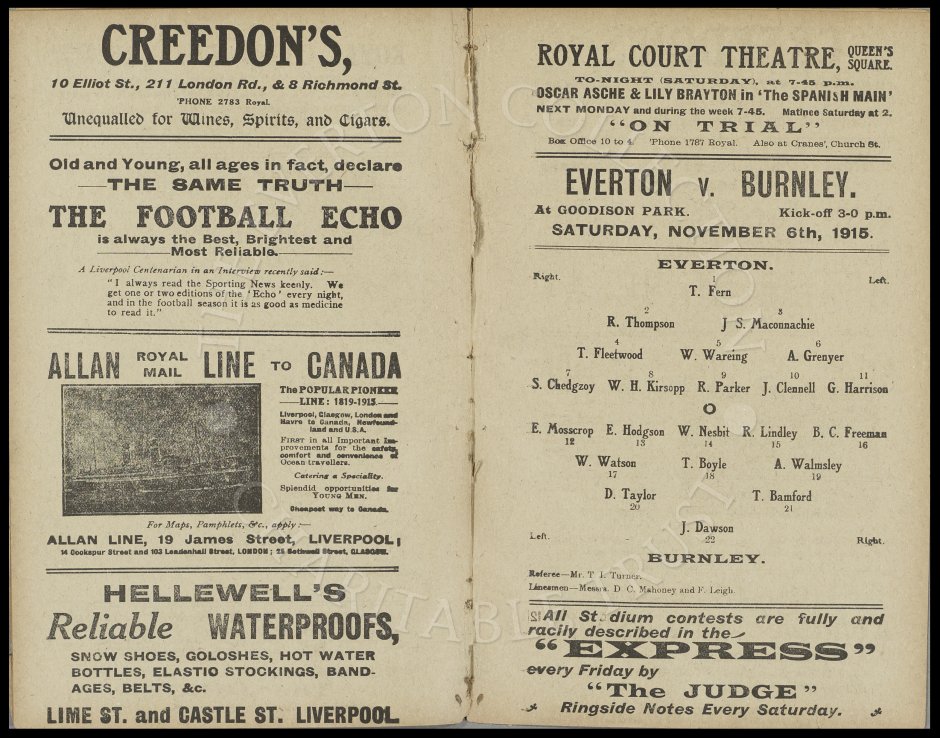 CREEDON'S,
10 Elliot St., 211 London Rd., & 8 Richmond St.
'PHONE 2783 Royal.
Unequalled for Wines, Spirits, and Cigars.
Old and Young, all ages in fact, declare
—THE SAME TRUTH—
THE FOOTBALL ECHO
is always the Best, Brightest and
Most Reliable.
A Liverpool Centenarian in an Interview recently said:—
"I always read the Sporting News keenly. We
get one or two editions of the 'Echo' every night,
and in the football season it is as good as medicine
to read it."
ALLAN ROYAL MAIL LINE TO CANADA
The POPULAR PIONEER
—LINE: 1819-1915.—
Liverpool, Glasgow, London and
Havre to Canada, Newfound-
land and U.S.A.
FIRST in all Important Im-
provements for the safety,
comfort and convenience of
Ocean travellers.
Catering a Speciality.
Splendid opportunities for
YOUNG MEN.
Cheapest way to Canada.
For Maps, Pamphlets, &c., apply:—
ALLAN LINE, 19 James Street, LIVERPOOL;
14 Cockspur Street and 103 Leadenhall Street, LONDON; 25 Bothwell Street, GLASGOW.
HELLEWELL'S
Reliable WATERPROOFS,
SNOW SHOES, GOLOSHES, HOT WATER
BOTTLES, ELASTIC STOCKINGS, BAND-
AGES, BELTS, &c.
LIME ST. and CASTLE ST. LIVERPOOL.
ROYAL COURT THEATRE, QUEEN'S SQUARE.
TO-NIGHT (SATURDAY), at 7-45 p.m.
OSCAR ASCHE & LILY BRAYTON in 'The SPANISH MAIN'
NEXT MONDAY and during the week 7-45. Matinee Saturday at 2.
"ON TRIAL"
Box Office 10 to 4. 'Phone 1787 Royal. Also at Cranes', Church St.
EVERTON v. BURNLEY.
At GOODISON PARK. Kick-off 3-0 p.m.
SATURDAY, NOVEMBER 6th, 1915.
EVERTON.
Right. 1 Left.
T. Fern
2 3
R. Thompson J S. Maconnachie
4 5 6
T. Fleetwood W. Wareing A. Grenyer
7 8 9 10 11
S. Chedgzoy W. H. Kirsopp R. Parker J. Clennell G. Harrison
O
E. Mosscrop E. Hodgson W. Nesbit R. Lindley B. C. Freeman
12 13 14 15 16
W. Watson T. Boyle A. Walmsley
17 18 19
D. Taylor T. Bamford
20 21
J. Dawson
Left. 22 Right.
BURNLEY.
Referee—Mr. T. J. Turner.
Linesmen—Messrs. D. C. Mahoney and F. Leigh.
All St dium contests are fully and
racily described in the
"EXPRESS"
every Friday by
"The JUDGE"
Ringside Notes Every Saturday.
THE EVERTON COLLECTION
CHARITABLE TRUST